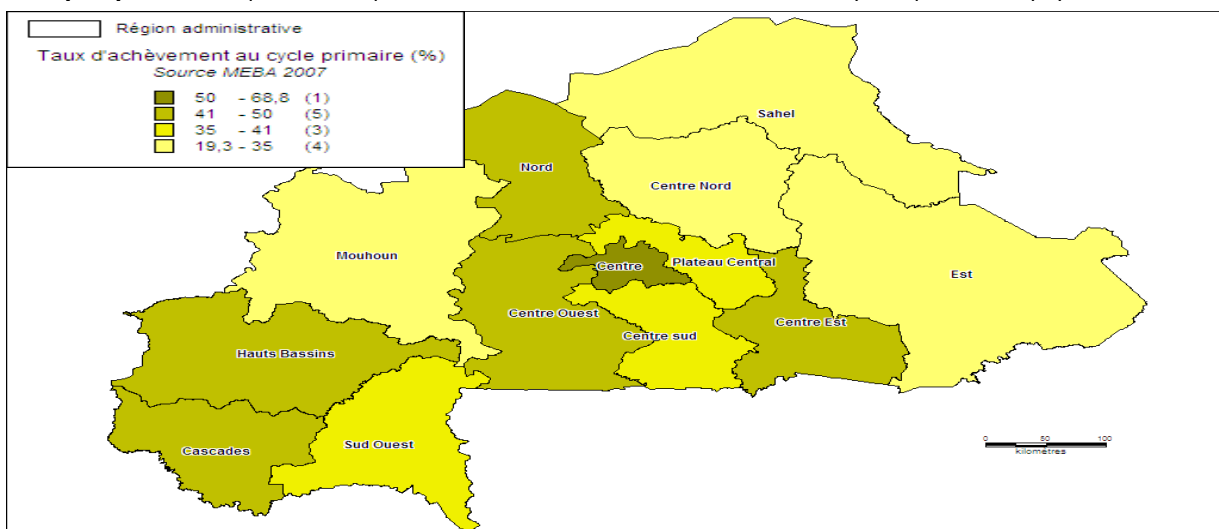 Région administrative
Taux d'achèvement au cycle primaire (%)
Source MEBA 2007
50 - 68,8 (1)
41 - 50 (5)
35 - 41 (3)
19,3 - 35 (4)
Sahel
Nord
Centre Nord
Mouhoun
Plateau Central
Centre
Est
Centre Ouest
Centre Est
Centre sud
Hauts Bassins
Sud Ouest
Cascades
0 50 100
kilomètres